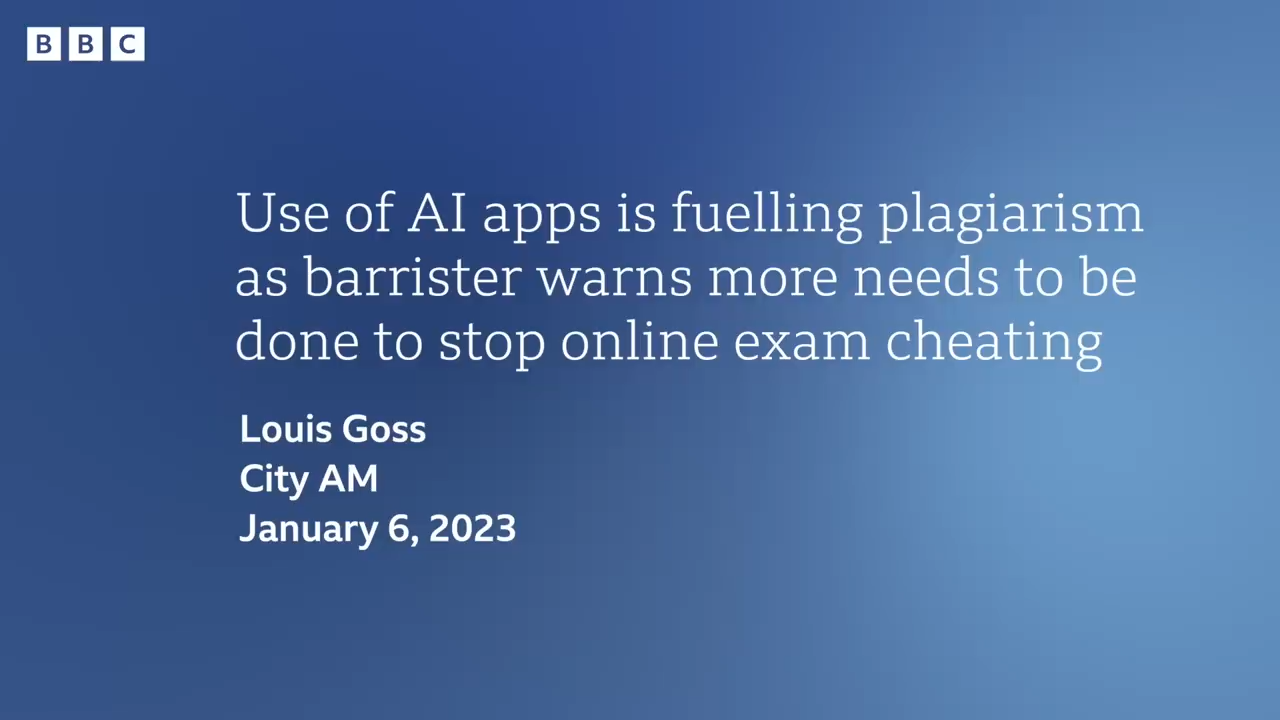 BBC
Use of AI apps is fuelling plagiarism
as barrister warns more needs to be
done to stop online exam cheating
Louis Goss
City AM
January 6, 2023